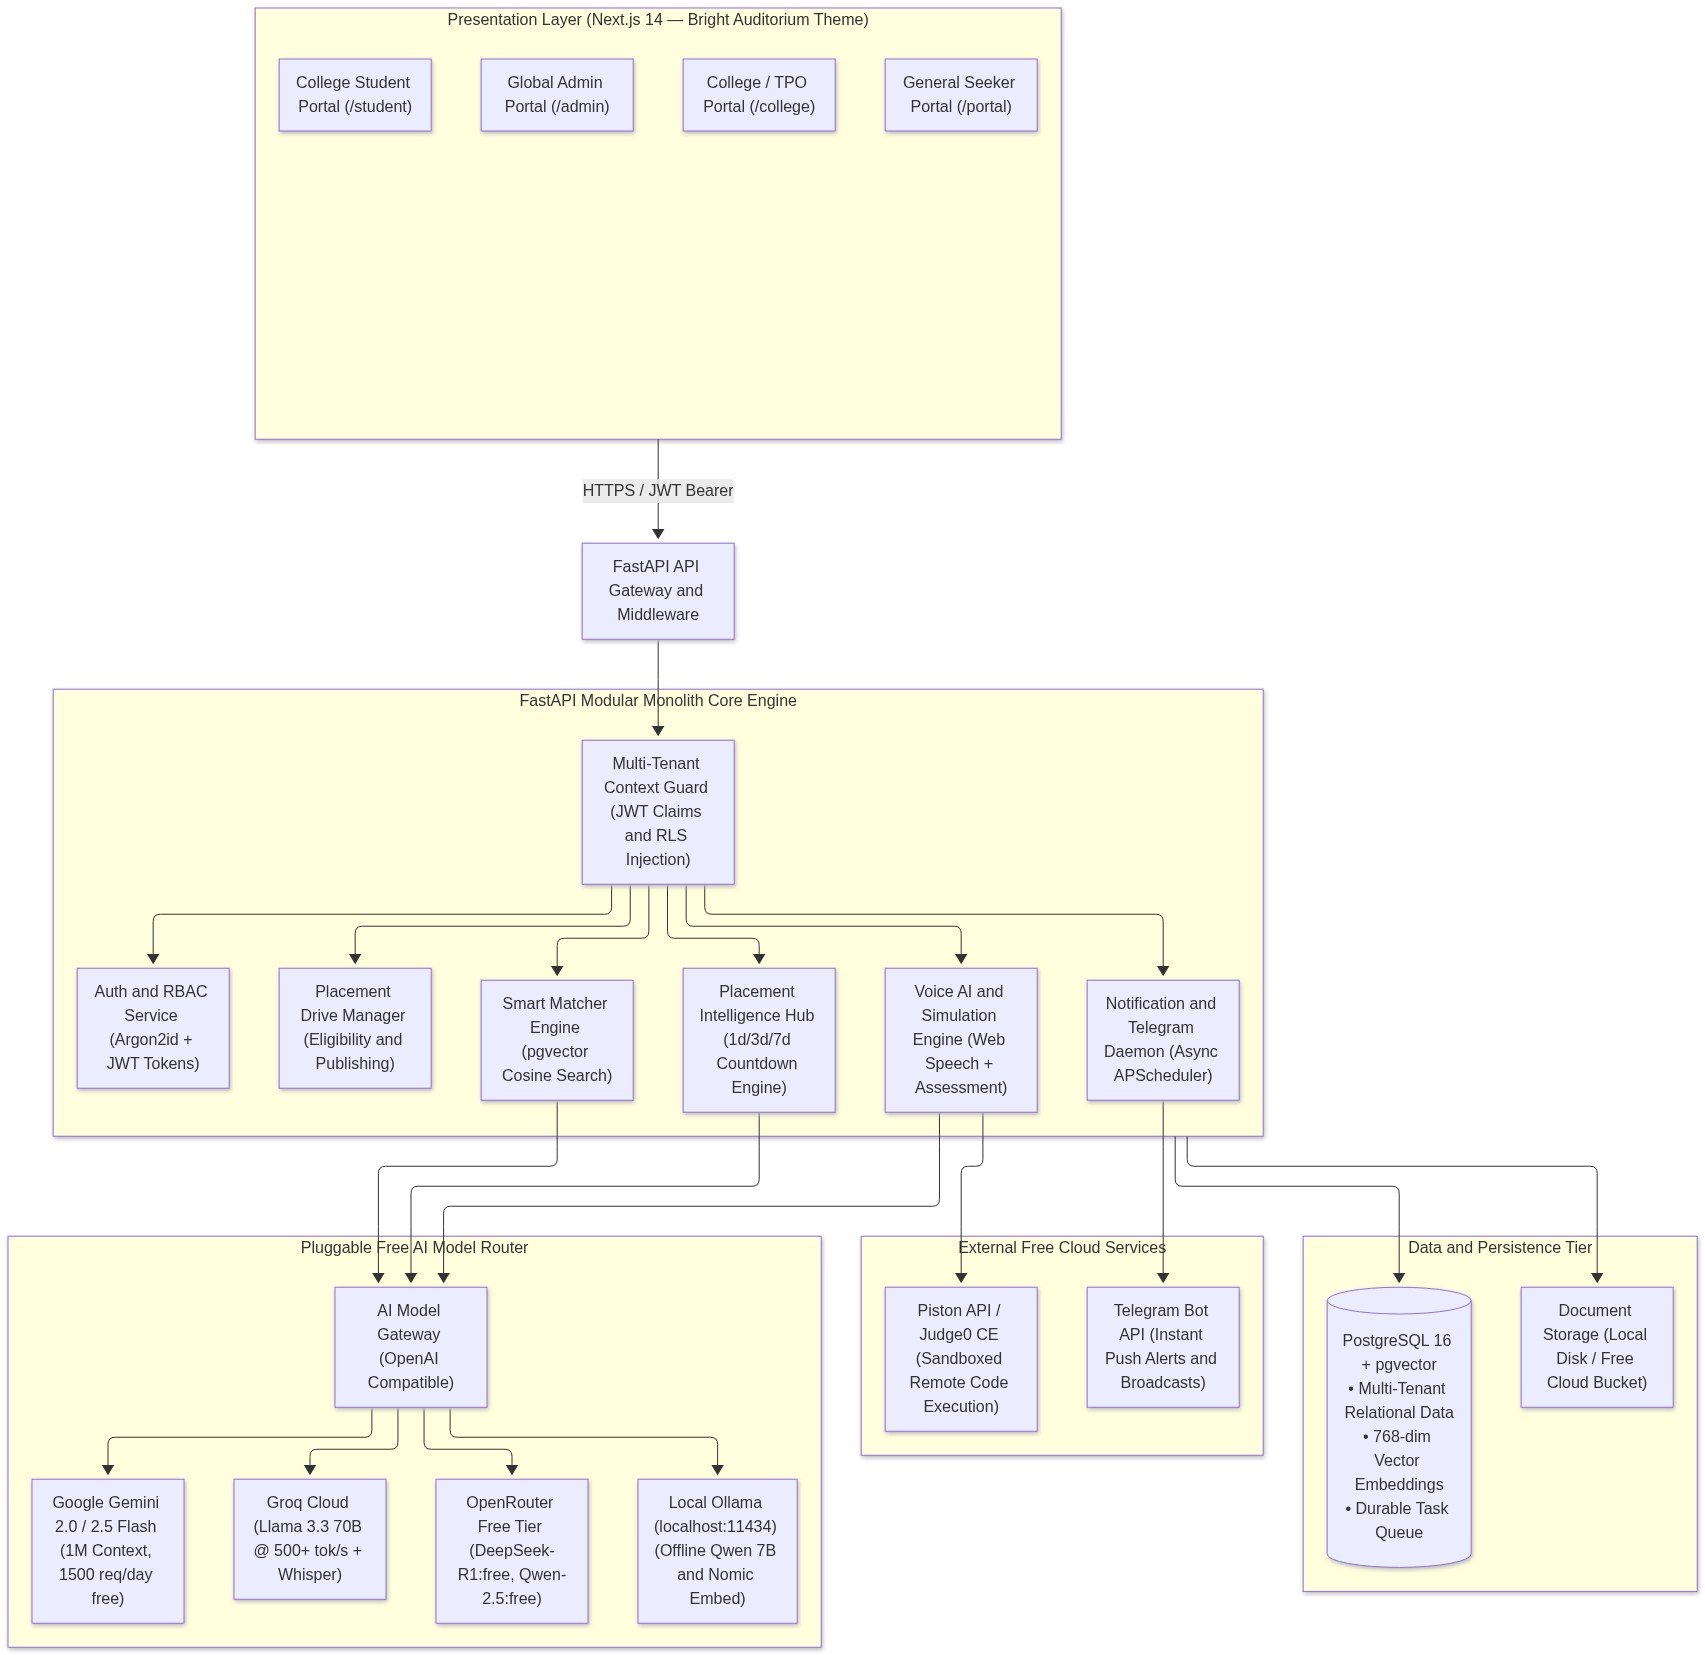 Presentation Layer (Next.js 14 — Bright Auditorium Theme)
College Student
Portal (/student)
Global Admin
Portal (/admin)
College / TPO
Portal (/college)
General Seeker
Portal (/portal)
HTTPS / JWT Bearer
FastAPI API
Gateway and
Middleware
FastAPI Modular Monolith Core Engine
Multi-Tenant
Context Guard
(JWT Claims
and RLS
Injection)
Auth and RBAC
Service
(Argon2id +
JWT Tokens)
Placement
Drive Manager
(Eligibility and
Publishing)
Smart Matcher
Engine
(pgvector
Cosine Search)
Placement
Intelligence Hub
(1d/3d/7d
Countdown
Engine)
Voice AI and
Simulation
Engine (Web
Speech +
Assessment)
Notification and
Telegram
Daemon (Async
APScheduler)
Pluggable Free AI Model Router
AI Model
Gateway
(OpenAI
Compatible)
Google Gemini
2.0 / 2.5 Flash
(1M Context,
1500 req/day
free)
Groq Cloud
(Llama 3.3 70B
@ 500+ tok/s +
Whisper)
OpenRouter
Free Tier
(DeepSeek-
R1:free, Qwen-
2.5:free)
Local Ollama
(localhost:11434)
(Offline Qwen 7B
and Nomic
Embed)
External Free Cloud Services
Piston API /
Judge0 CE
(Sandboxed
Remote Code
Execution)
Telegram Bot
API (Instant
Push Alerts and
Broadcasts)
Data and Persistence Tier
PostgreSQL 16
+ pgvector
• Multi-Tenant
Relational Data
• 768-dim
Vector
Embeddings
• Durable Task
Queue
Document
Storage (Local
Disk / Free
Cloud Bucket)